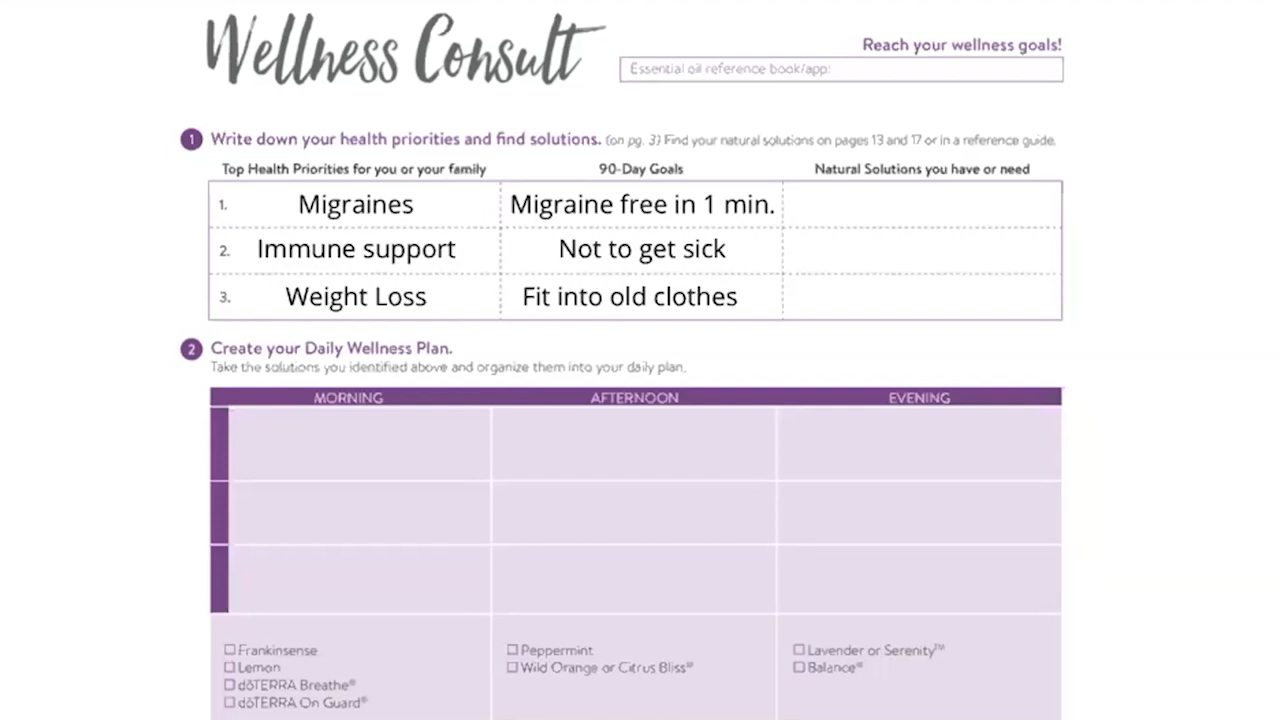 Wellness Consult
Reach your wellness goals!
Essential oil reference book/app:
1 Write down your health priorities and find solutions. (on pg. 3) Find your natural solutions on pages 13 and 17 or in a reference guide.
Top Health Priorities for you or your family 90-Day Goals Natural Solutions you have or need
1. Migraines Migraine free in 1 min.
2. Immune support Not to get sick
3. Weight Loss Fit into old clothes
2 Create your Daily Wellness Plan.
Take the solutions you identified above and organize them into your daily plan.
MORNING AFTERNOON EVENING
☐ Frankinsense ☐ Peppermint ☐ Lavender or Serenity™
☐ Lemon ☐ Wild Orange or Citrus Bliss® ☐ Balance®
☐ dōTERRA Breathe®
☐ dōTERRA On Guard®